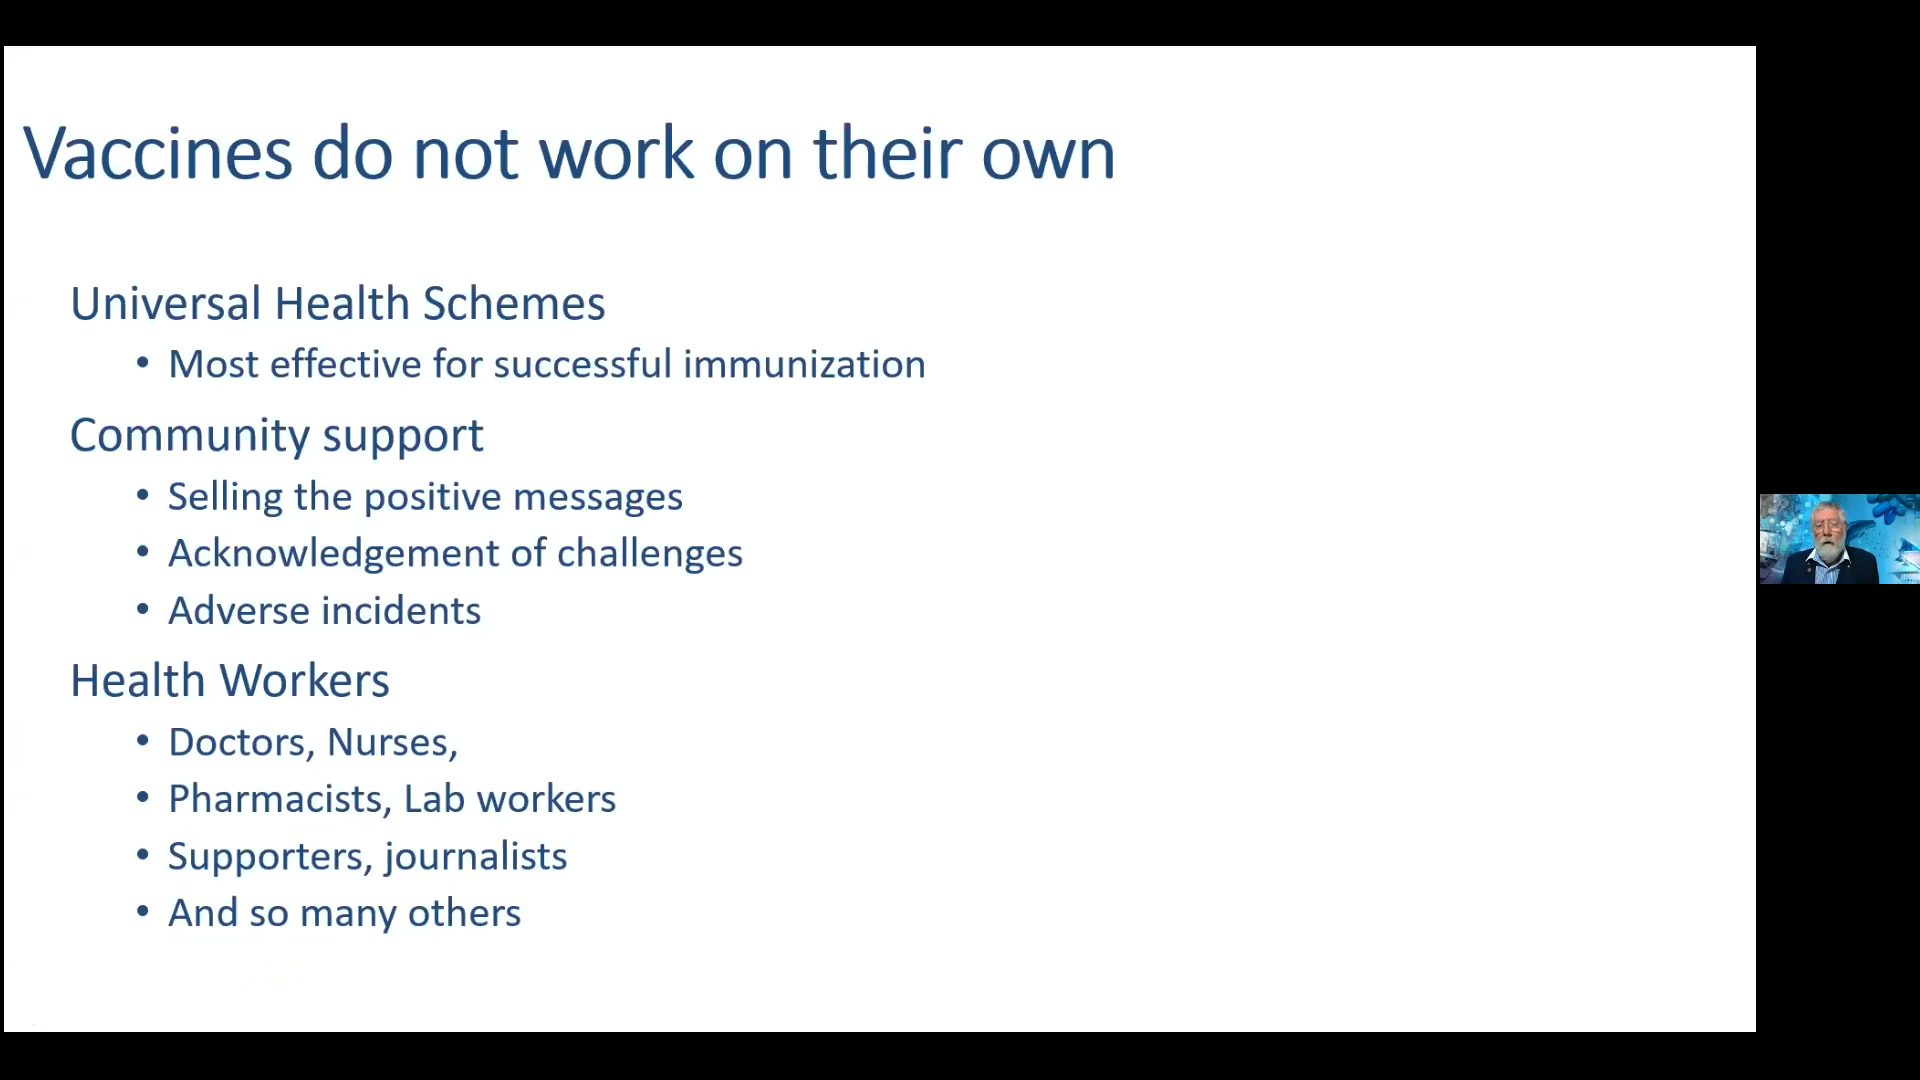 Vaccines do not work on their own
Universal Health Schemes
• Most effective for successful immunization
Community support
• Selling the positive messages
• Acknowledgement of challenges
• Adverse incidents
Health Workers
• Doctors, Nurses,
• Pharmacists, Lab workers
• Supporters, journalists
• And so many others